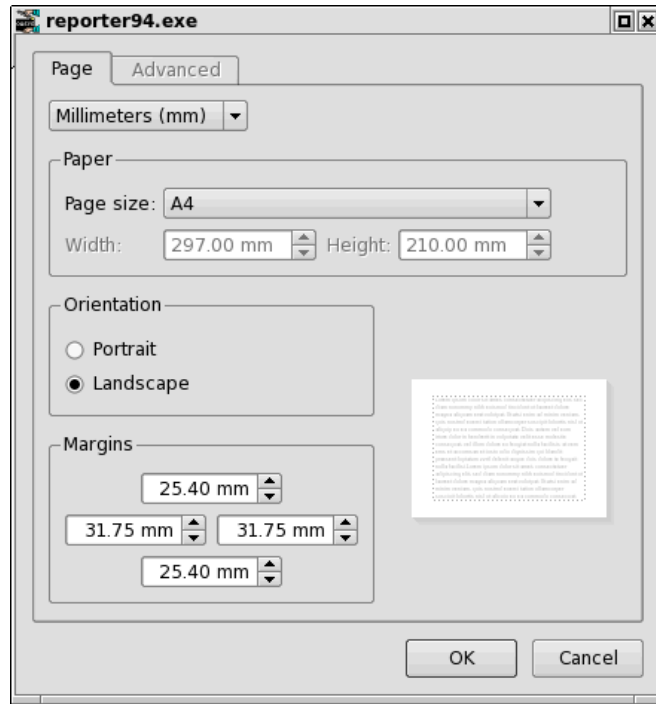 reporter94.exe
Page Advanced
Millimeters (mm)
Paper
Page size: A4
Width: 297.00 mm Height: 210.00 mm
Orientation
Portrait
Landscape
Margins
25.40 mm
31.75 mm 31.75 mm
25.40 mm
OK Cancel